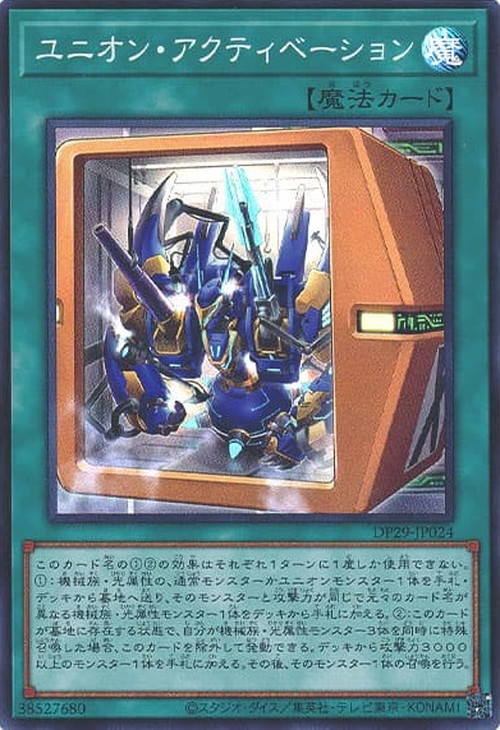 ユニオン・アクティベーション
魔
【魔法カード】
DP29-JP024
このカード名の①②の効果はそれぞれ1ターンに1度しか使用できない。
①：機械族・光属性の、通常モンスターかユニオンモンスター1体を手札・
デッキから墓地へ送り、そのモンスターと攻撃力が同じで元々のカード名が
異なる機械族・光属性モンスター1体をデッキから手札に加える。②：このカード
が墓地に存在する状態で、自分が機械族・光属性モンスター3体を同時に特殊
召喚した場合、このカードを除外して発動できる。デッキから攻撃力3000
以上のモンスター1体を手札に加える。その後、そのモンスター1体の召喚を行う。
38527680
©スタジオ・ダイス／集英社・テレビ東京・KONAMI